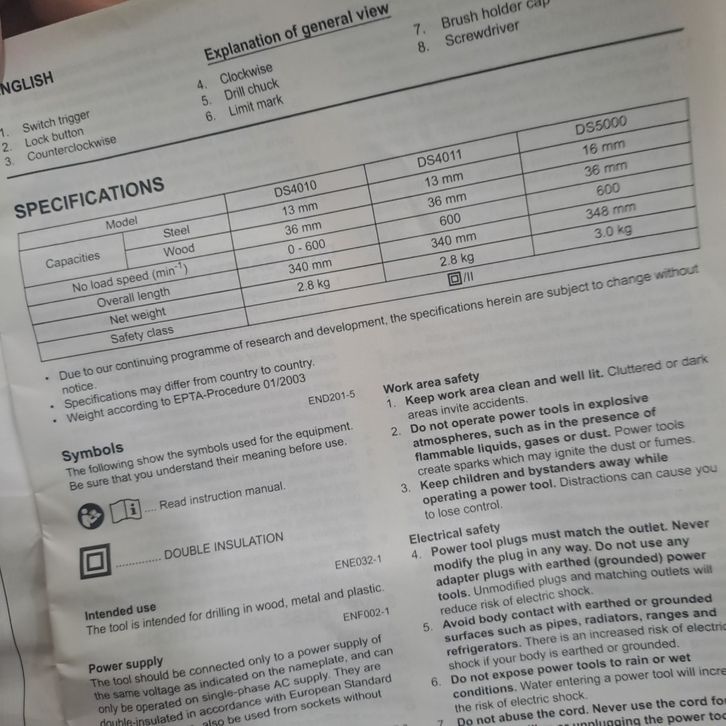 NGLISH
Explanation of general view
1. Switch trigger
2. Lock button
3. Counterclockwise
4. Clockwise
5. Drill chuck
6. Limit mark
7. Brush holder cap
8. Screwdriver
SPECIFICATIONS
Model DS4010 DS4011 DS5000
Capacities Steel 13 mm 13 mm 16 mm
Wood 36 mm 36 mm 36 mm
No load speed (min-1) 0 - 600 600 600
Overall length 340 mm 340 mm 348 mm
Net weight 2.8 kg 2.8 kg 3.0 kg
Safety class /II
• Due to our continuing programme of research and development, the specifications herein are subject to change without
notice.
• Specifications may differ from country to country.
• Weight according to EPTA-Procedure 01/2003
END201-5
Symbols
The following show the symbols used for the equipment.
Be sure that you understand their meaning before use.
.... Read instruction manual.
............. DOUBLE INSULATION
ENE032-1
Intended use
The tool is intended for drilling in wood, metal and plastic.
ENF002-1
Power supply
The tool should be connected only to a power supply of
the same voltage as indicated on the nameplate, and can
only be operated on single-phase AC supply. They are
double-insulated in accordance with European Standard
also be used from sockets without
Work area safety
1. Keep work area clean and well lit. Cluttered or dark
areas invite accidents.
2. Do not operate power tools in explosive
atmospheres, such as in the presence of
flammable liquids, gases or dust. Power tools
create sparks which may ignite the dust or fumes.
3. Keep children and bystanders away while
operating a power tool. Distractions can cause you
to lose control.
Electrical safety
4. Power tool plugs must match the outlet. Never
modify the plug in any way. Do not use any
adapter plugs with earthed (grounded) power
tools. Unmodified plugs and matching outlets will
reduce risk of electric shock.
5. Avoid body contact with earthed or grounded
surfaces such as pipes, radiators, ranges and
refrigerators. There is an increased risk of electric
shock if your body is earthed or grounded.
6. Do not expose power tools to rain or wet
conditions. Water entering a power tool will incre
the risk of electric shock.
7. Do not abuse the cord. Never use the cord fo
unplugging the power too